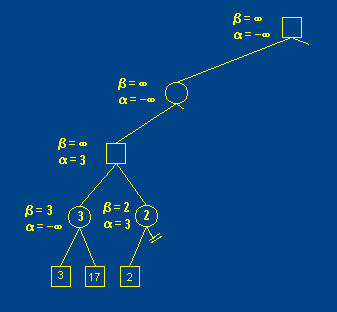 β = ∞
α = −∞
β = ∞
α = −∞
β = ∞
α = 3
β = 3
α = −∞
3
β = 2
α = 3
2
3
17
2